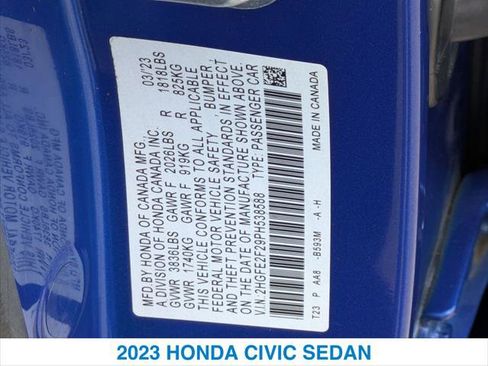 MFD.BY HONDA OF CANADA MFG. 03/23
A DIVISION OF HONDA CANADA INC.
GVWR 3836LBS GAWR F 2026LBS R 1818LBS
GVWR 1740KG GAWR F 919KG R 825KG
THIS VEHICLE CONFORMS TO ALL APPLICABLE
FEDERAL MOTOR VEHICLE SAFETY, BUMPER,
AND THEFT PREVENTION STANDARDS IN EFFECT
ON THE DATE OF MANUFACTURE SHOWN ABOVE.
V.I.N.:2HGFE2F29PH538588 TYPE:PASSENGER CAR
T23 P AA8 -B593M -A -H MADE IN CANADA
2023 HONDA CIVIC SEDAN